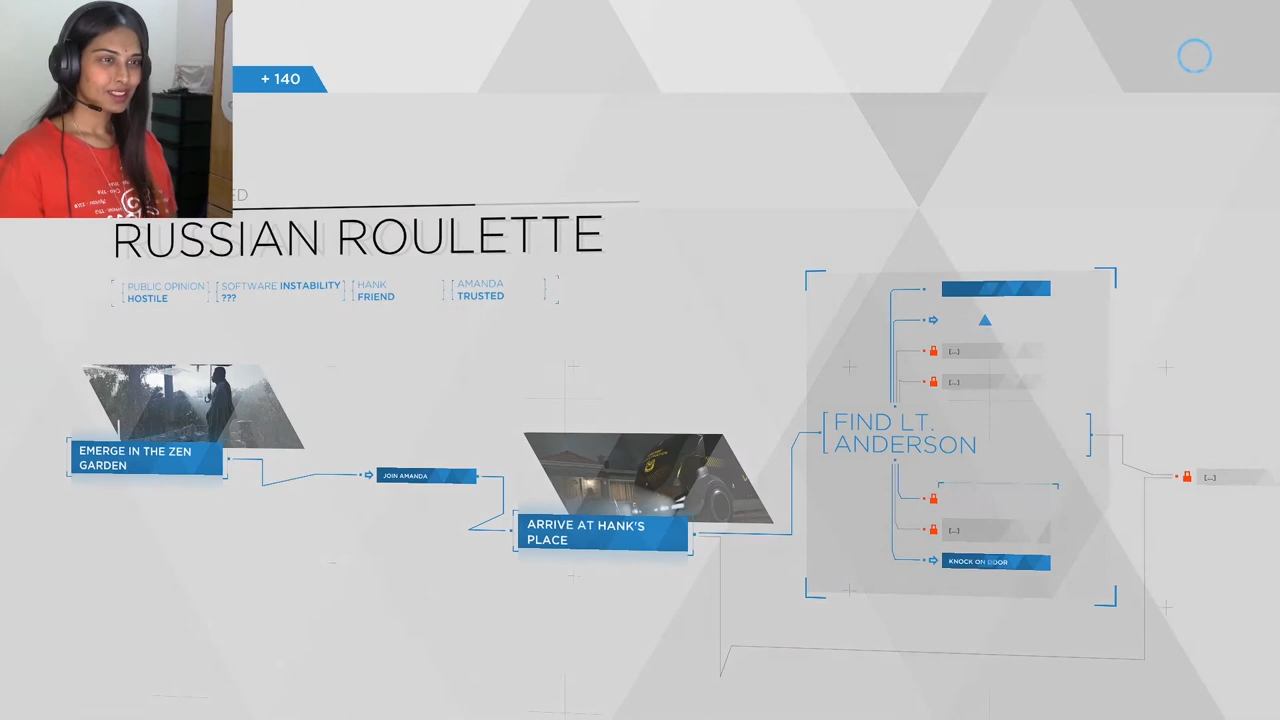 + 140
ED
RUSSIAN ROULETTE
PUBLIC OPINION
HOSTILE
SOFTWARE INSTABILITY
???
HANK
FRIEND
AMANDA
TRUSTED
EMERGE IN THE ZEN
GARDEN
JOIN AMANDA
ARRIVE AT HANK'S
PLACE
[...]
[...]
FIND LT.
ANDERSON
[...]
[...]
KNOCK ON DOOR